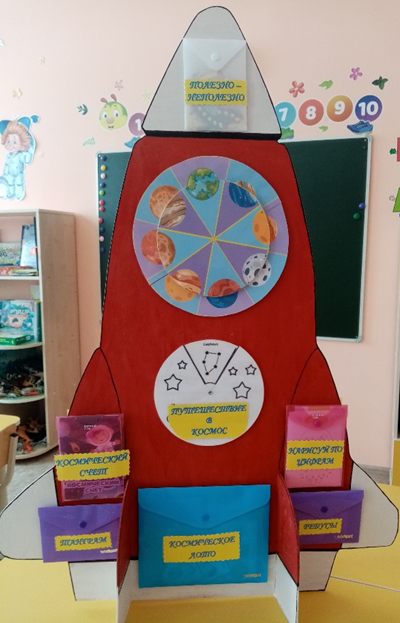 ПОЛЕЗНО –
НЕПОЛЕЗНО
7 8 9 10
ПУТЕШЕСТВИЕ
В
КОСМОС
КОСМИЧЕСКИЙ
СЧЕТ
НАРИСУЙ ПО
ЦИФРАМ
ТАНГРАМ
КОСМИЧЕСКОЕ
ЛОТО
РЕБУСЫ